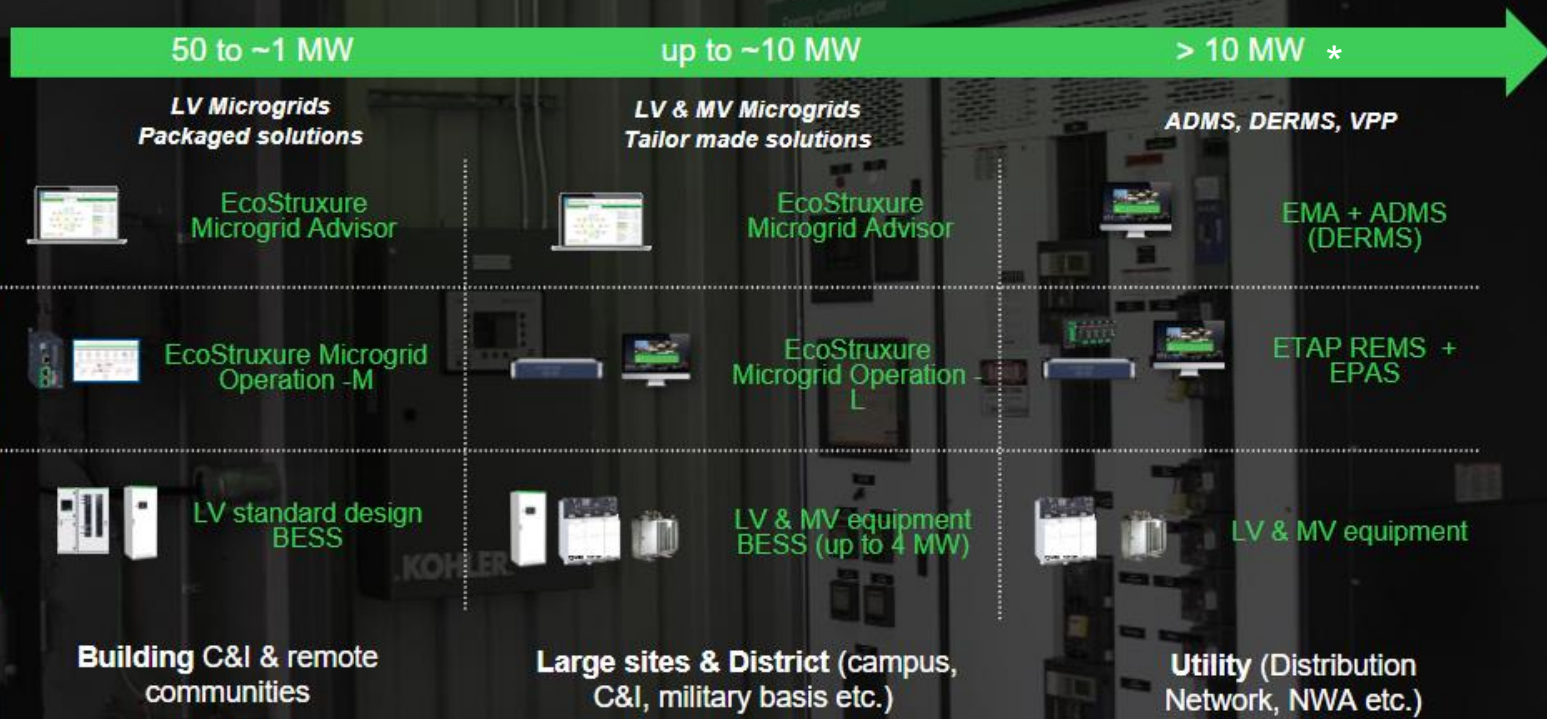 Energy Control Center
50 to ~1 MW
up to ~10 MW
> 10 MW *
LV Microgrids
Packaged solutions
LV & MV Microgrids
Tailor made solutions
ADMS, DERMS, VPP
EcoStruxure
Microgrid Advisor
EcoStruxure
Microgrid Advisor
EMA + ADMS
(DERMS)
EcoStruxure Microgrid
Operation -M
EcoStruxure
Microgrid Operation -
L
ETAP REMS +
EPAS
LV standard design
BESS
LV & MV equipment
BESS (up to 4 MW)
LV & MV equipment
KOHLER
Building C&I & remote
communities
Large sites & District (campus,
C&I, military basis etc.)
Utility (Distribution
Network, NWA etc.)